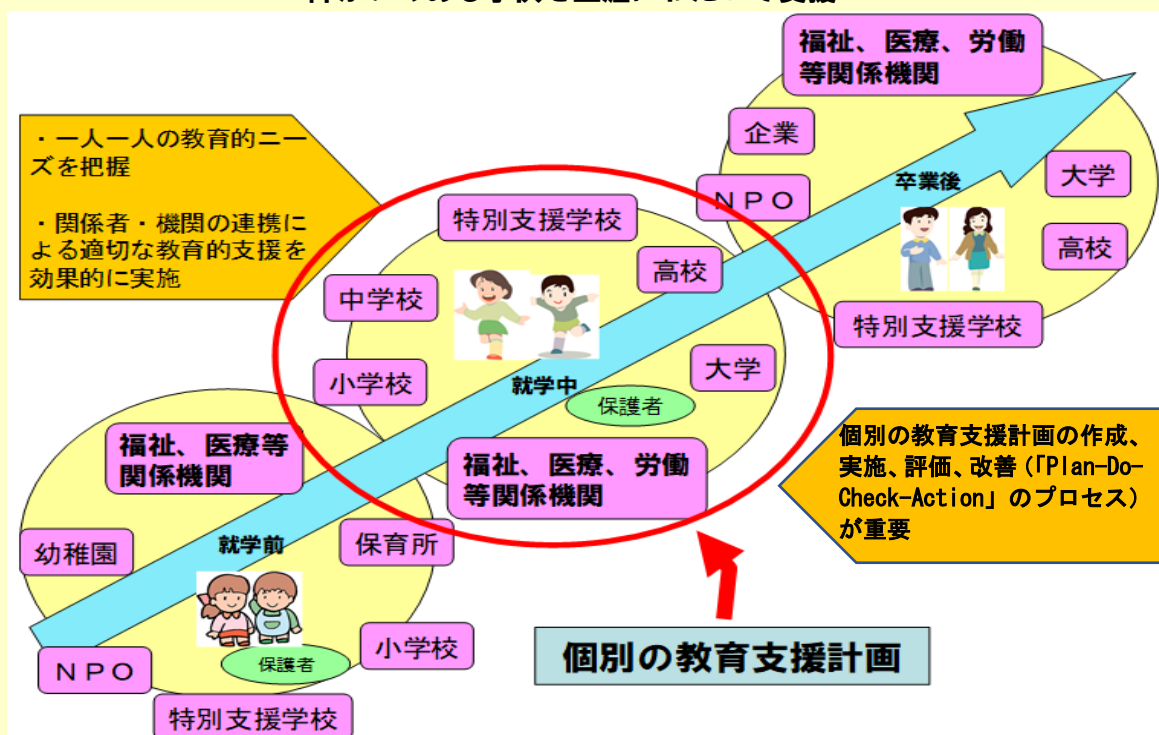 福祉、医療、労働
等関係機関
企業
NPO
卒業後
大学
高校
特別支援学校
・一人一人の教育的ニー
ズを把握
・関係者・機関の連携に
よる適切な教育的支援を
効果的に実施
特別支援学校
高校
中学校
小学校
就学中
大学
保護者
福祉、医療、労働
等関係機関
個別の教育支援計画の作成、
実施、評価、改善(「Plan-Do-
Check-Action」のプロセス)
が重要
福祉、医療等
関係機関
幼稚園
就学前
保育所
小学校
NPO
保護者
特別支援学校
個別の教育支援計画